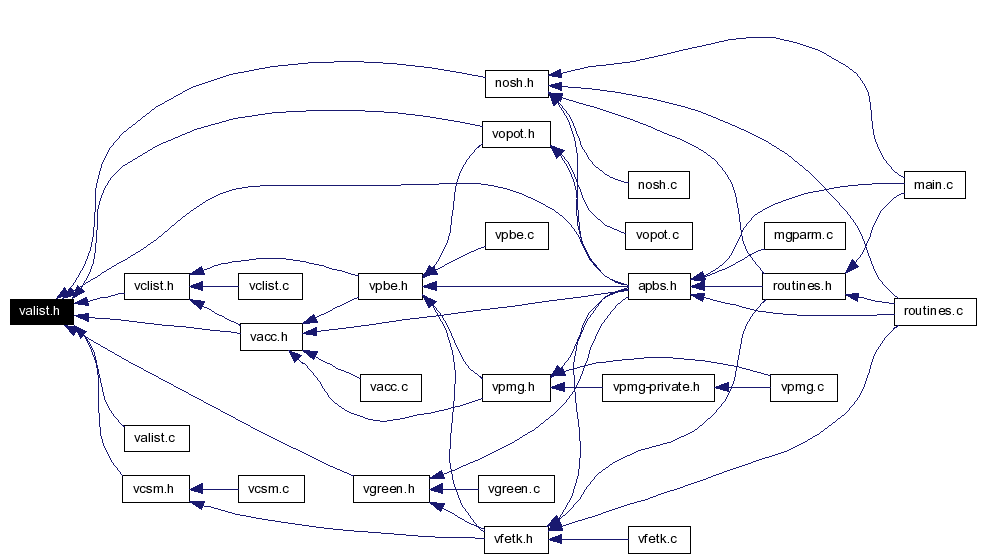 nosh.h
vopot.h
nosh.c
main.c
vpbe.c
vopot.c
mgparm.c
vclist.h
vclist.c
vpbe.h
apbs.h
routines.h
valist.h
routines.c
vacc.h
vacc.c
vpmg.h
vpmg-private.h
vpmg.c
valist.c
vcsm.h
vcsm.c
vgreen.h
vgreen.c
vfetk.h
vfetk.c